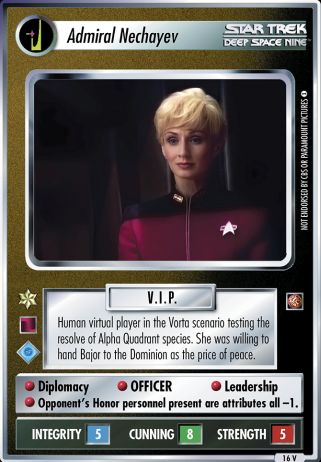 Admiral Nechayev
STAR TREK
DEEP SPACE NINE™
NOT ENDORSED BY CBS OR PARAMOUNT PICTURES
V.I.P.
Human virtual player in the Vorta scenario testing the
resolve of Alpha Quadrant species. She was willing to
hand Bajor to the Dominion as the price of peace.
Diplomacy OFFICER Leadership
Opponent's Honor personnel present are attributes all –1.
INTEGRITY 5 CUNNING 8 STRENGTH 5
16 V